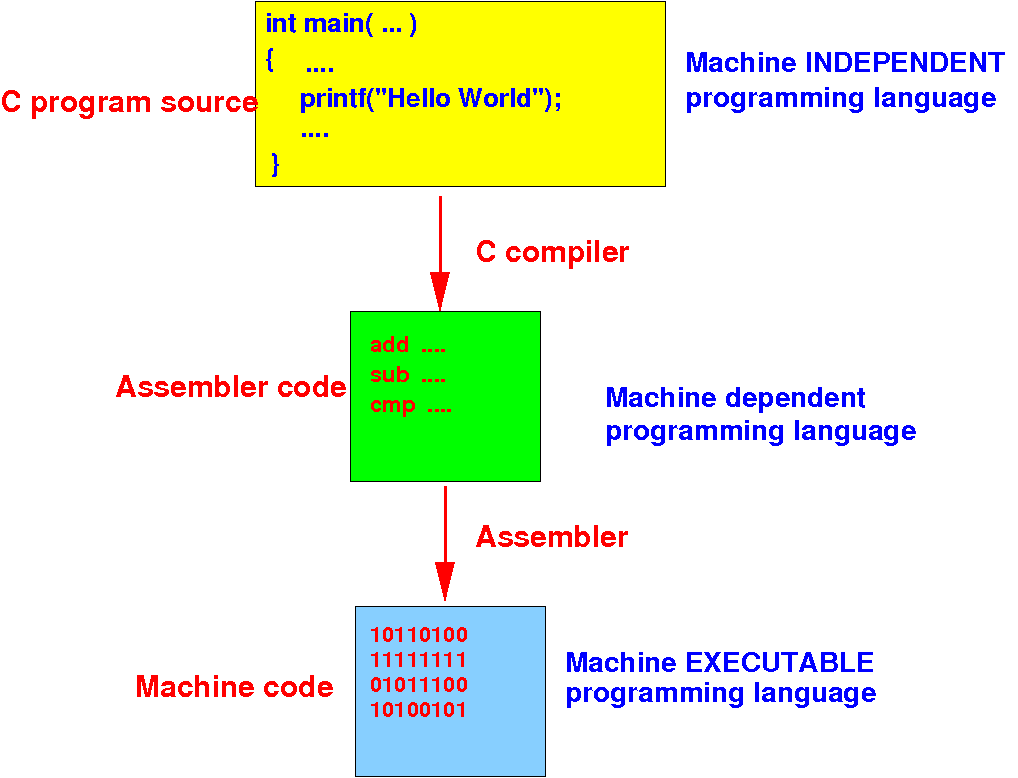 int main( ... )
{ ....
Machine INDEPENDENT
C program source
printf("Hello World");
programming language
....
}
C compiler
add ....
sub ....
cmp ....
Assembler code
Machine dependent
programming language
Assembler
10110100
11111111
01011100
10100101
Machine code
Machine EXECUTABLE
programming language